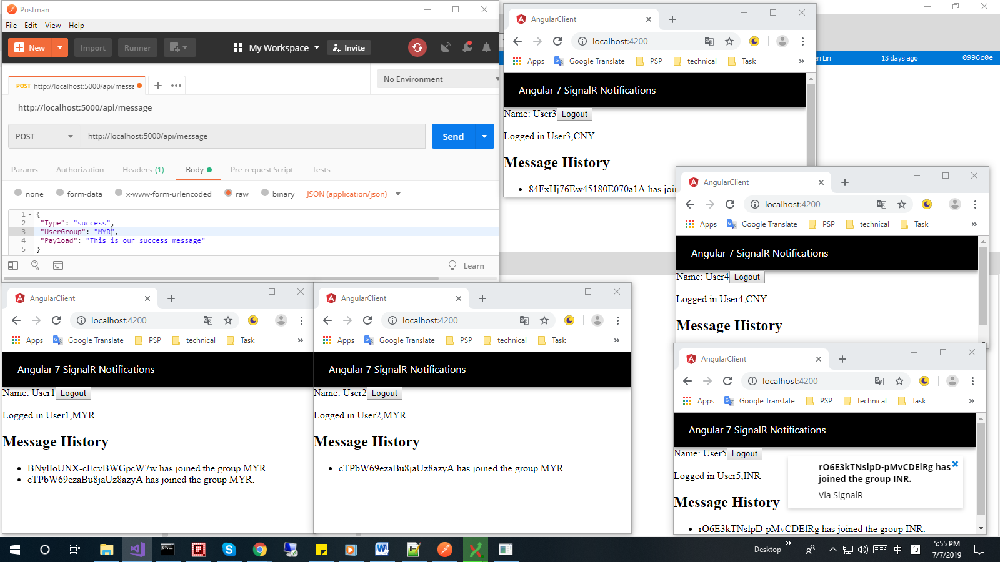 Postman
File Edit View Help
New Import Runner My Workspace Invite
POST http://localhost:5000/api/messa
No Environment
http://localhost:5000/api/message
POST http://localhost:5000/api/message Send
Params Authorization Headers (1) Body Pre-request Script Tests
none form-data x-www-form-urlencoded raw binary JSON (application/json)
1 {
2 "Type": "success",
3 "UserGroup": "MYR",
4 "Payload": "This is our success message"
5 }
Learn
AngularClient
localhost:4200
Apps Google Translate PSP technical Task »
Angular 7 SignalR Notifications
Name: User3 Logout
Logged in User3,CNY
Message History
84FxHj76Ew45180E070a1A has joi
Lin 13 days ago 0996c0e
AngularClient
localhost:4200
Apps Google Translate PSP technical Task »
Angular 7 SignalR Notifications
Name: User4 Logout
Logged in User4,CNY
Message History
AngularClient
localhost:4200
Apps Google Translate PSP technical Task »
Angular 7 SignalR Notifications
Name: User1 Logout
Logged in User1,MYR
Message History
BNylIoUNX-cEcvBWGpcW7w has joined the group MYR.
cTPbW69ezaBu8jaUz8azyA has joined the group MYR.
AngularClient
localhost:4200
Apps Google Translate PSP technical Task »
Angular 7 SignalR Notifications
Name: User2 Logout
Logged in User2,MYR
Message History
cTPbW69ezaBu8jaUz8azyA has joined the group MYR.
AngularClient
localhost:4200
Apps Google Translate PSP technical Task »
Angular 7 SignalR Notifications
Name: User5 Logout
Logged in User5,INR
Message History
rO6E3kTNslpD-pMvCDElRg has joined the group INR.
rO6E3kTNslpD-pMvCDElRg has
joined the group INR.
Via SignalR
Desktop » 中 5:55 PM
7/7/2019